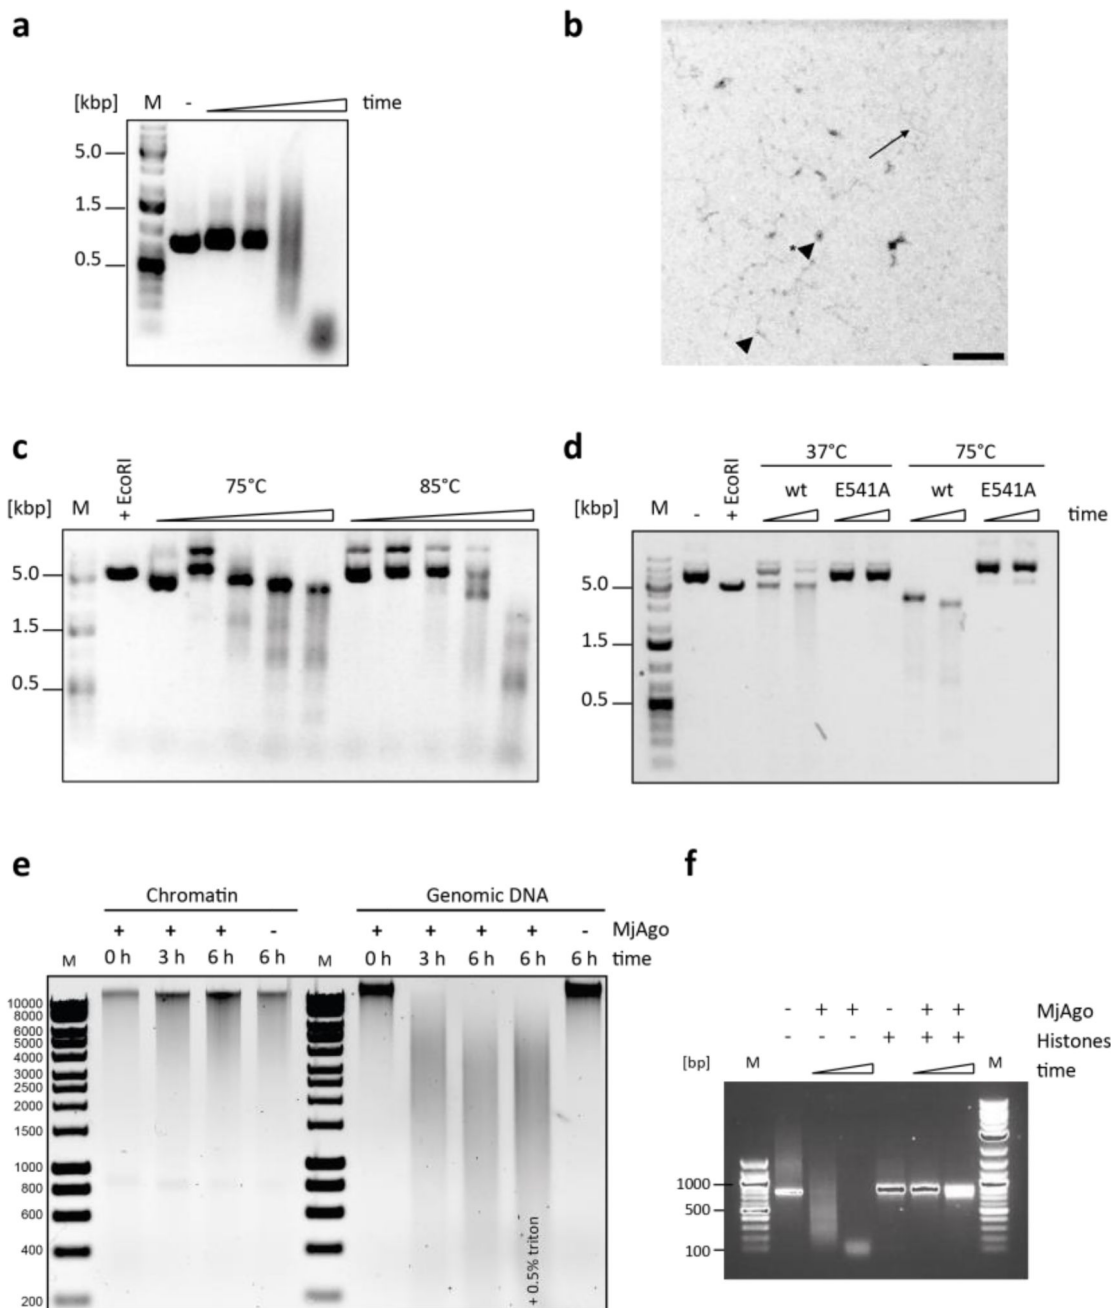 a
b
[kbp] M - time
5.0
1.5
0.5
*
c
d
75°C 85°C
[kbp] M + EcoRI
5.0
1.5
0.5
37°C 75°C
wt E541A wt E541A
[kbp] M - + EcoRI time
5.0
1.5
0.5
e
f
Chromatin Genomic DNA
+ + + - + + + + - MjAgo
M 0 h 3 h 6 h 6 h M 0 h 3 h 6 h 6 h 6 h time
10000
8000
6000
5000
4000
3000
2500
2000
1500
1000
800
600
400
200
+ 0.5% triton
- + + - + + MjAgo
- - - + + + Histones
[bp] M M time
1000
500
100